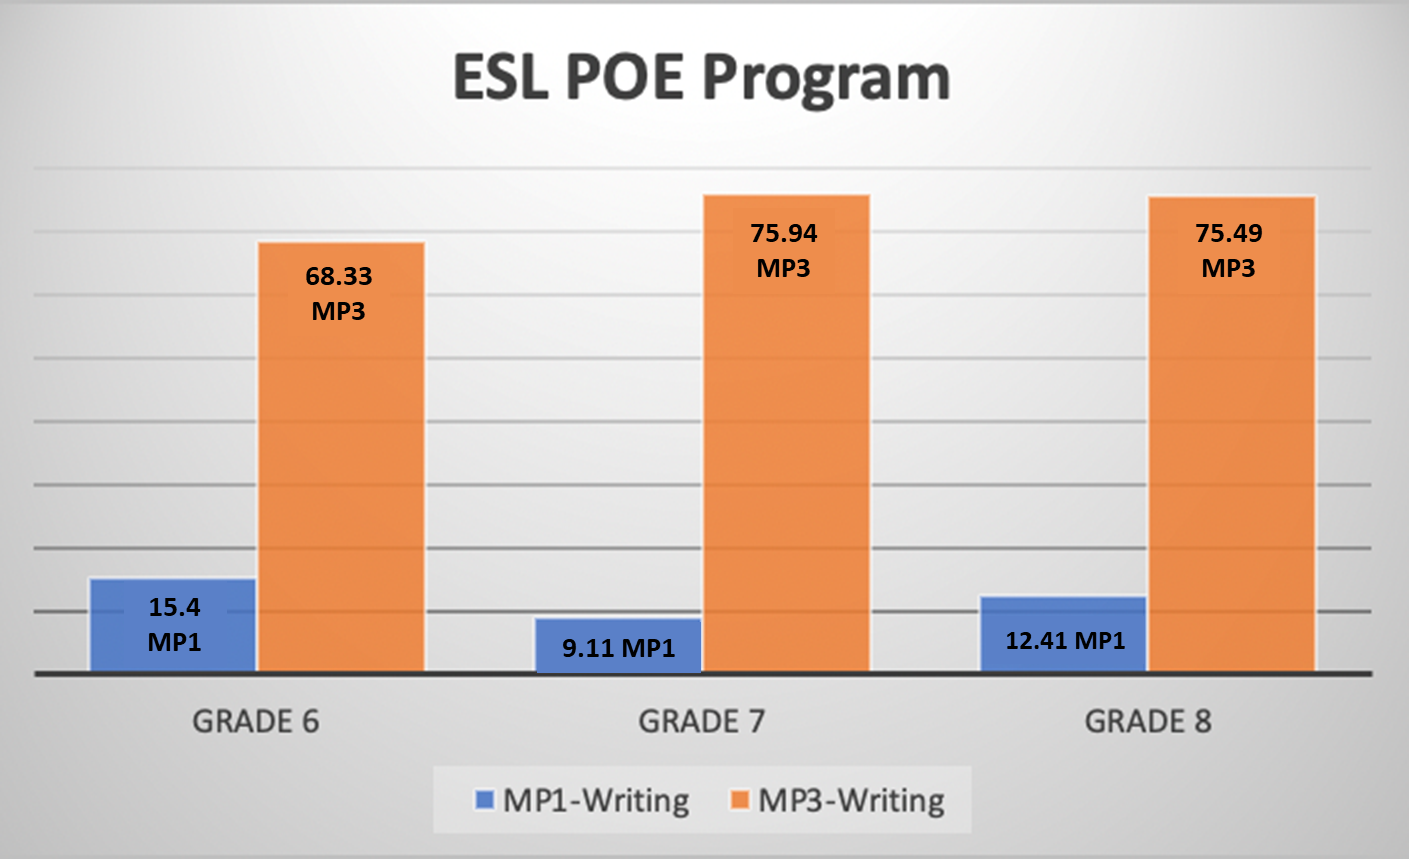 ESL POE Program
68.33
MP3
75.94
MP3
75.49
MP3
15.4
MP1
9.11 MP1
12.41 MP1
GRADE 6
GRADE 7
GRADE 8
MP1-Writing
MP3-Writing